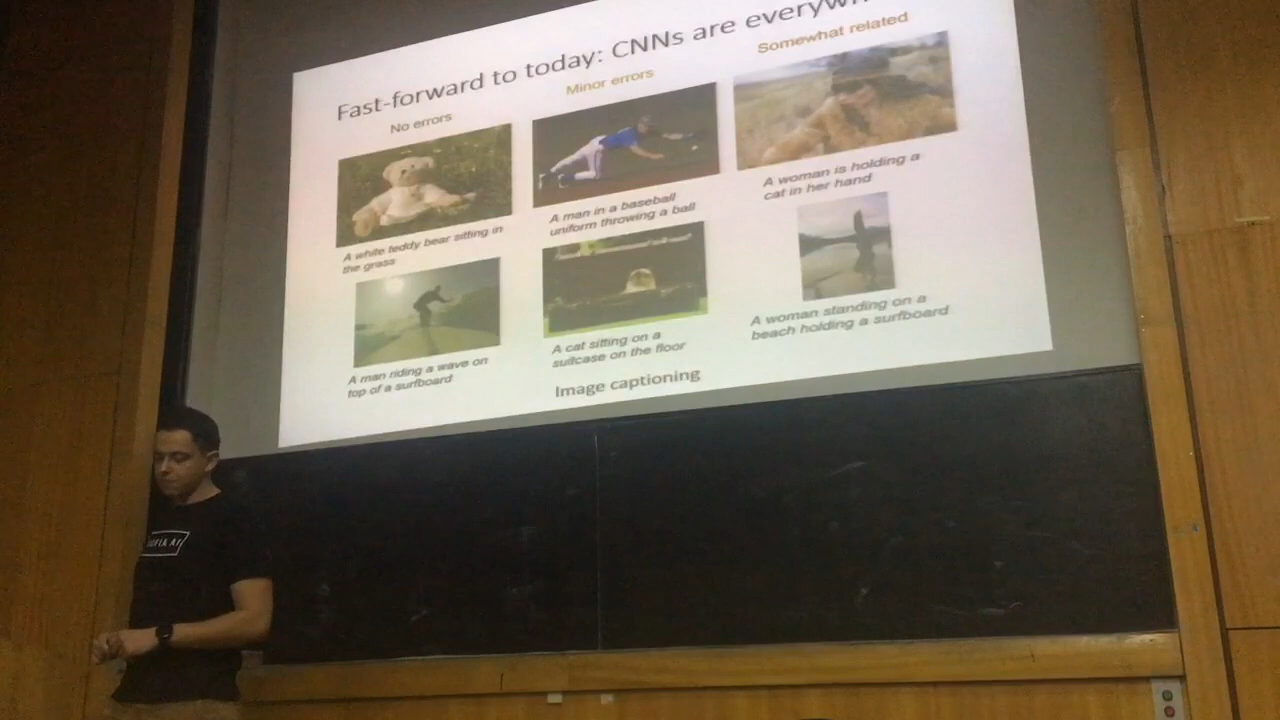 Fast-forward to today: CNNs are
No errors
Minor errors
Somewhat related
A white teddy bear sitting in
the grass
A man in a baseball
uniform throwing a ball
A woman is holding a
cat in her hand
A man riding a wave on
top of a surfboard
A cat sitting on a
suitcase on the floor
A woman standing on a
beach holding a surfboard
Image captioning